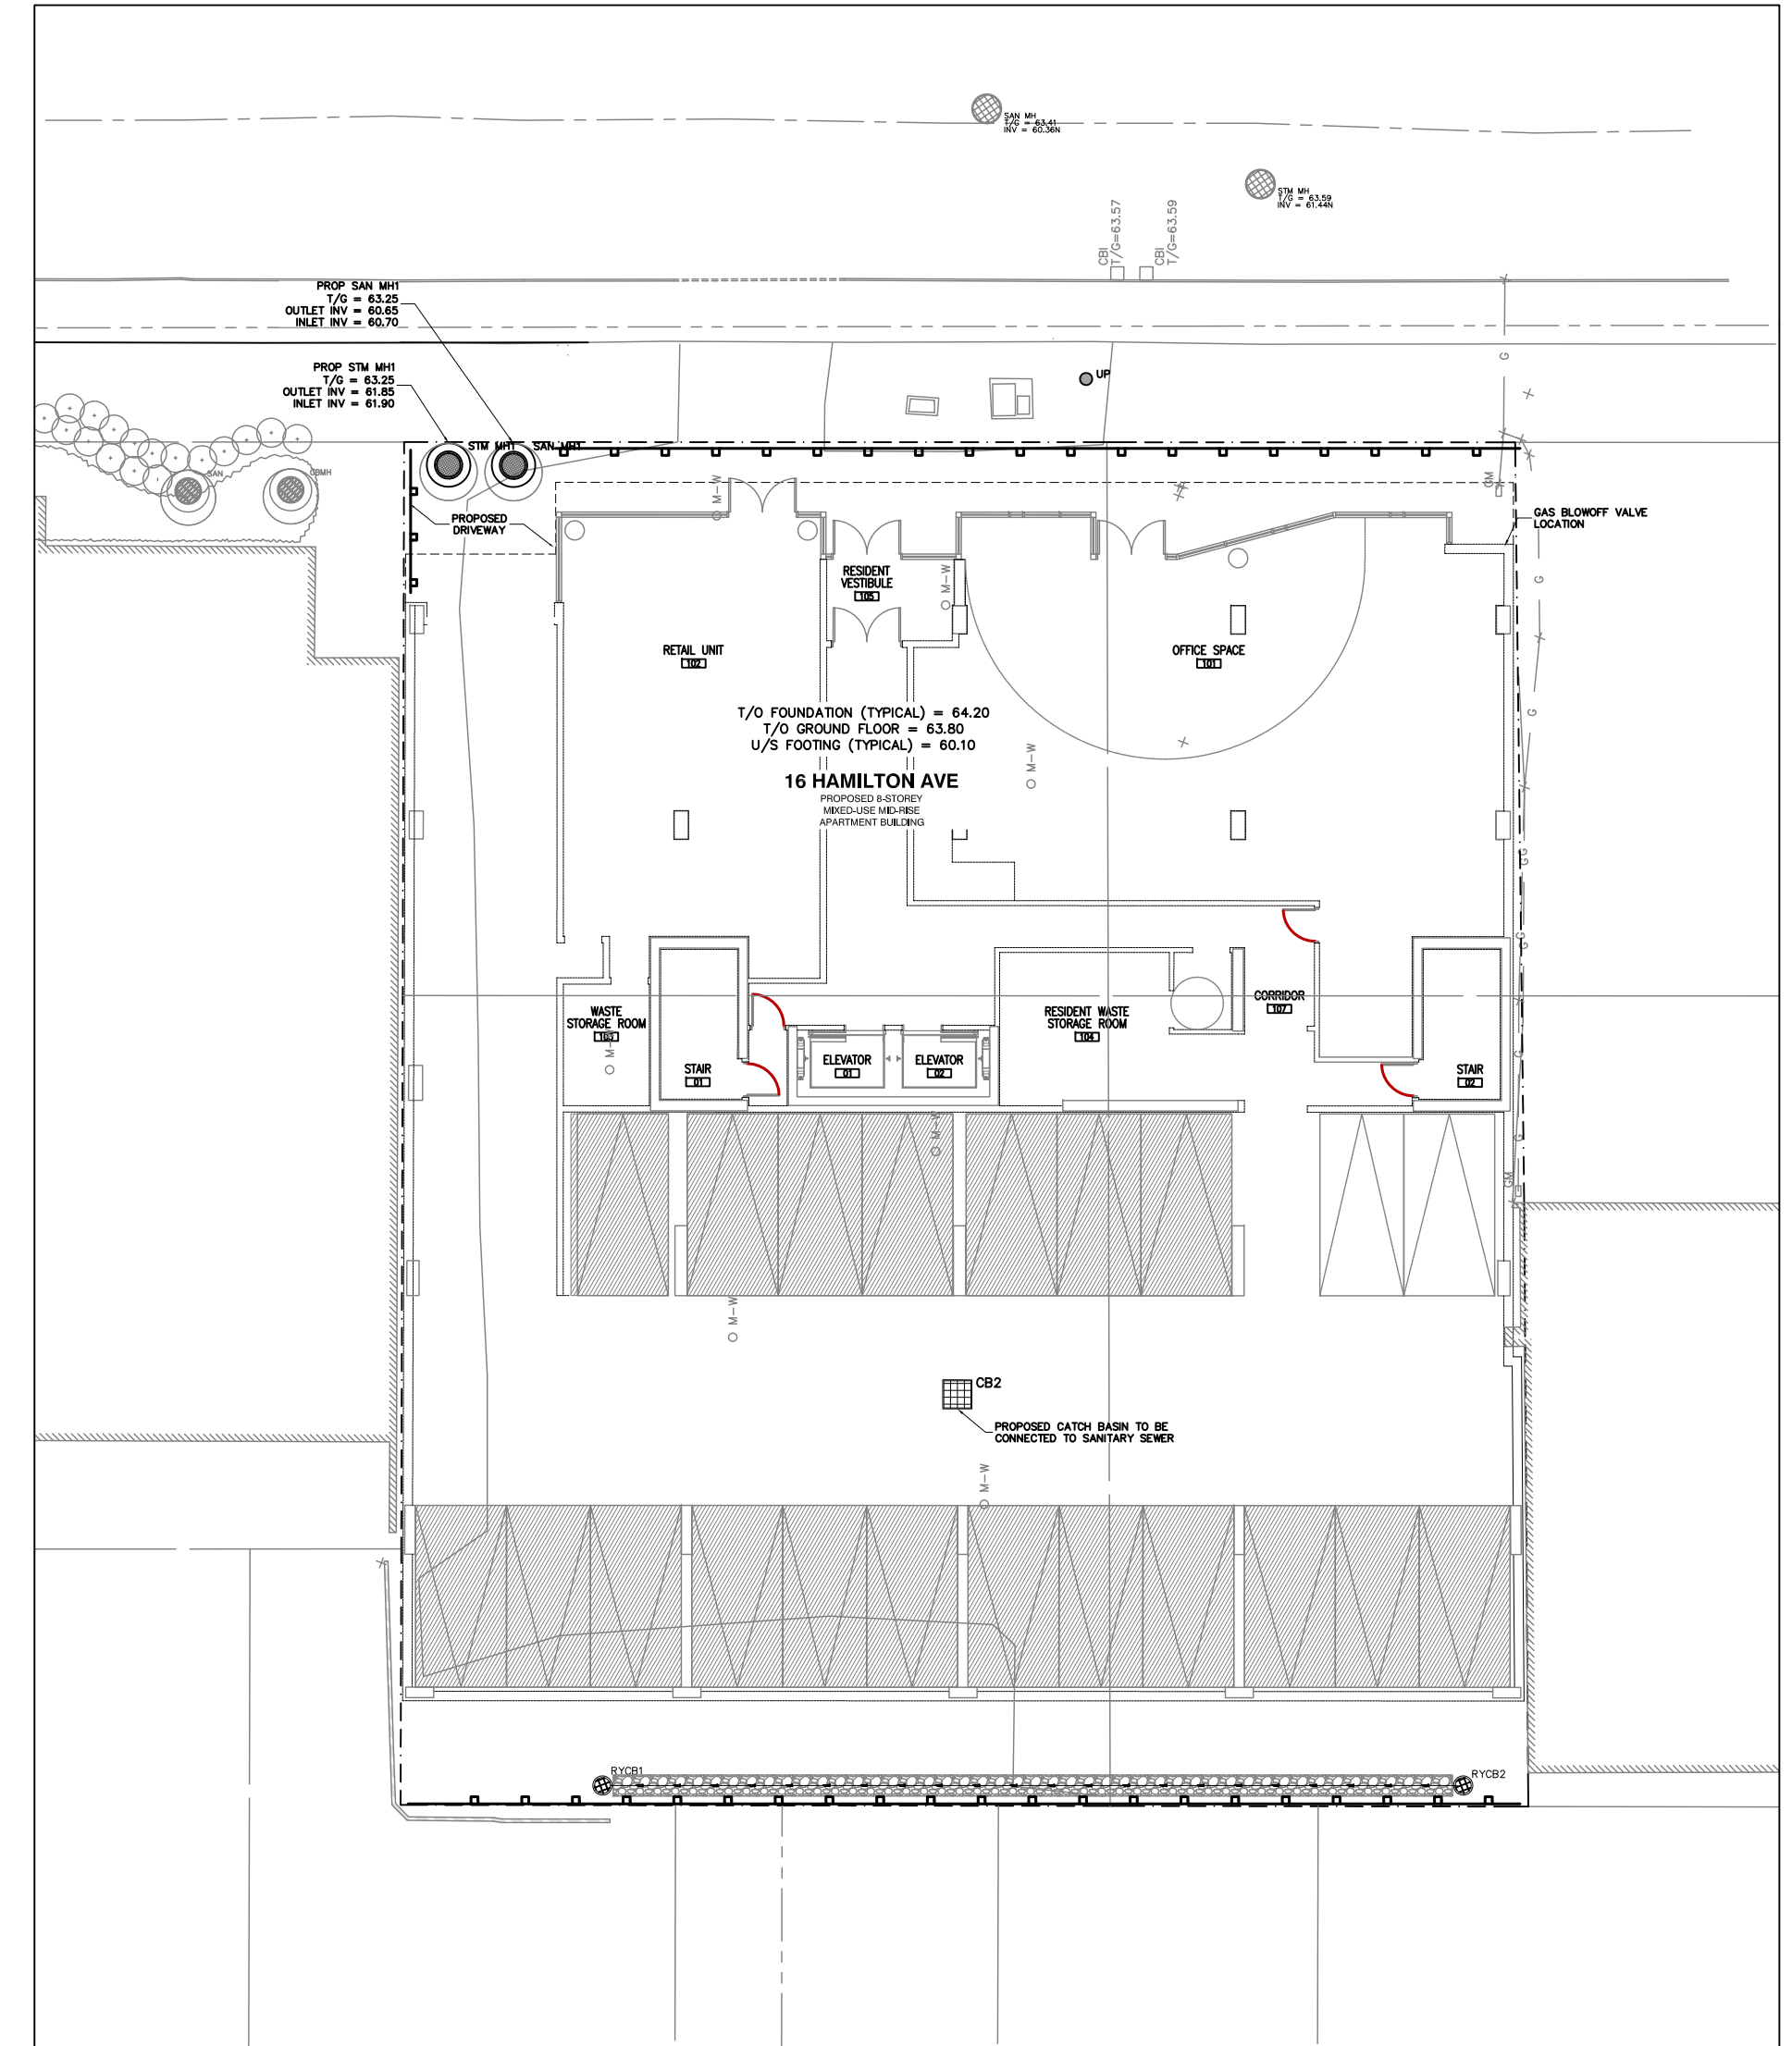 SAN MH
T/G = 63.41
INV = 60.36N
STM MH
T/G = 63.59
INV = 61.44N
CBI
T/G=63.57
CBI
T/G=63.59
PROP SAN MH1
T/G = 63.25
OUTLET INV = 60.65
INLET INV = 60.70
PROP STM MH1
T/G = 63.25
OUTLET INV = 61.85
INLET INV = 61.90
G
UP
STM MH1
SAN MH1
SAN
CBMH
M-W
GM
PROPOSED
DRIVEWAY
GAS BLOWOFF VALVE
LOCATION
RESIDENT
VESTIBULE
105
M-W
G
RETAIL UNIT
102
OFFICE SPACE
101
G
T/O FOUNDATION (TYPICAL) = 64.20
T/O GROUND FLOOR = 63.80
U/S FOOTING (TYPICAL) = 60.10
M-W
16 HAMILTON AVE
PROPOSED 8-STOREY
MIXED-USE MID-RISE
APARTMENT BUILDING
GG
GG
WASTE
STORAGE ROOM
103
M-W
RESIDENT WASTE
STORAGE ROOM
104
CORRIDOR
107
STAIR
01
ELEVATOR
01
ELEVATOR
02
STAIR
02
G
G
M-W
GM
M-W
CB2
PROPOSED CATCH BASIN TO BE
CONNECTED TO SANITARY SEWER
M-W
RYCB1
RYCB2